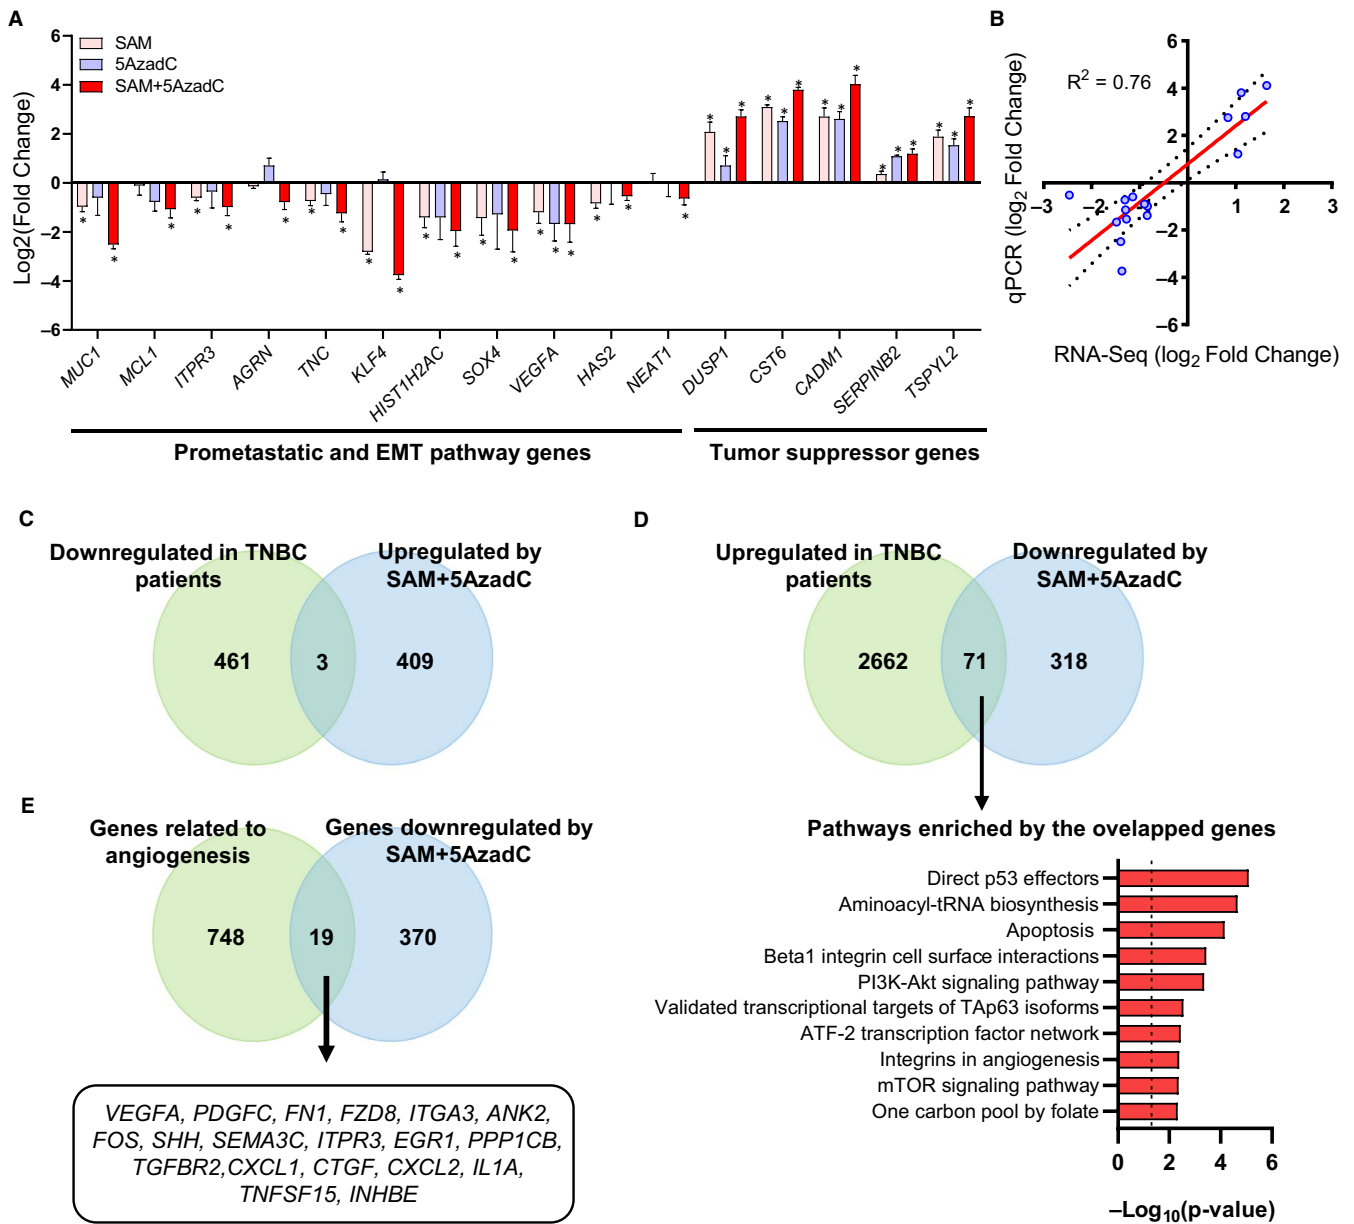 A
Log2(Fold Change)
6
4
2
0
−2
−4
−6
SAM
5AzadC
SAM+5AzadC
* * * * * * * * * * * * * * * * * * * * * * * * * * * * * * * * * *
MUC1
MCL1
ITPR3
AGRN
TNC
KLF4
HIST1H2AC
SOX4
VEGFA
HAS2
NEAT1
DUSP1
CST6
CADM1
SERPINB2
TSPYL2
Prometastatic and EMT pathway genes
Tumor suppressor genes
B
R² = 0.76
qPCR (log₂ Fold Change)
6
4
2
−2
−4
−6
−3 −2 −1 1 2 3
RNA-Seq (log₂ Fold Change)
C
Downregulated in TNBC
patients
Upregulated by
SAM+5AzadC
461
3
409
D
Upregulated in TNBC
patients
Downregulated by
SAM+5AzadC
2662
71
318
Pathways enriched by the ovelapped genes
Direct p53 effectors
Aminoacyl-tRNA biosynthesis
Apoptosis
Beta1 integrin cell surface interactions
PI3K-Akt signaling pathway
Validated transcriptional targets of TAp63 isoforms
ATF-2 transcription factor network
Integrins in angiogenesis
mTOR signaling pathway
One carbon pool by folate
0 2 4 6
−Log₁₀(p-value)
E
Genes related to
angiogenesis
Genes downregulated by
SAM+5AzadC
748
19
370
VEGFA, PDGFC, FN1, FZD8, ITGA3, ANK2,
FOS, SHH, SEMA3C, ITPR3, EGR1, PPP1CB,
TGFBR2,CXCL1, CTGF, CXCL2, IL1A,
TNFSF15, INHBE